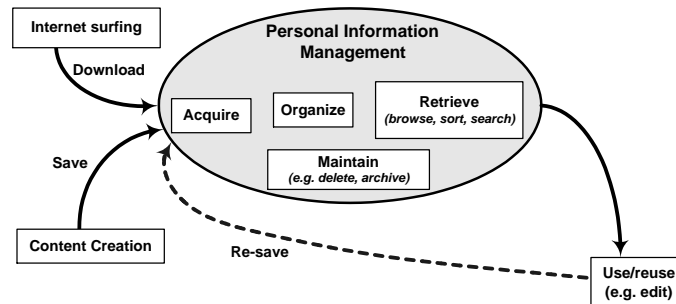 Internet surfing
Personal Information
Management
Download
Acquire
Organize
Retrieve
(browse, sort, search)
Maintain
(e.g. delete, archive)
Save
Content Creation
Re-save
Use/reuse
(e.g. edit)